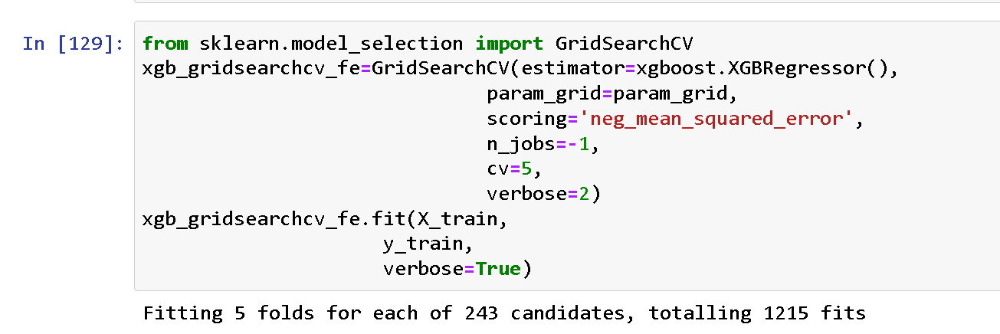 In [129]: from sklearn.model_selection import GridSearchCV
xgb_gridsearchcv_fe=GridSearchCV(estimator=xgboost.XGBRegressor(),
param_grid=param_grid,
scoring='neg_mean_squared_error',
n_jobs=-1,
cv=5,
verbose=2)
xgb_gridsearchcv_fe.fit(X_train,
y_train,
verbose=True)
Fitting 5 folds for each of 243 candidates, totalling 1215 fits